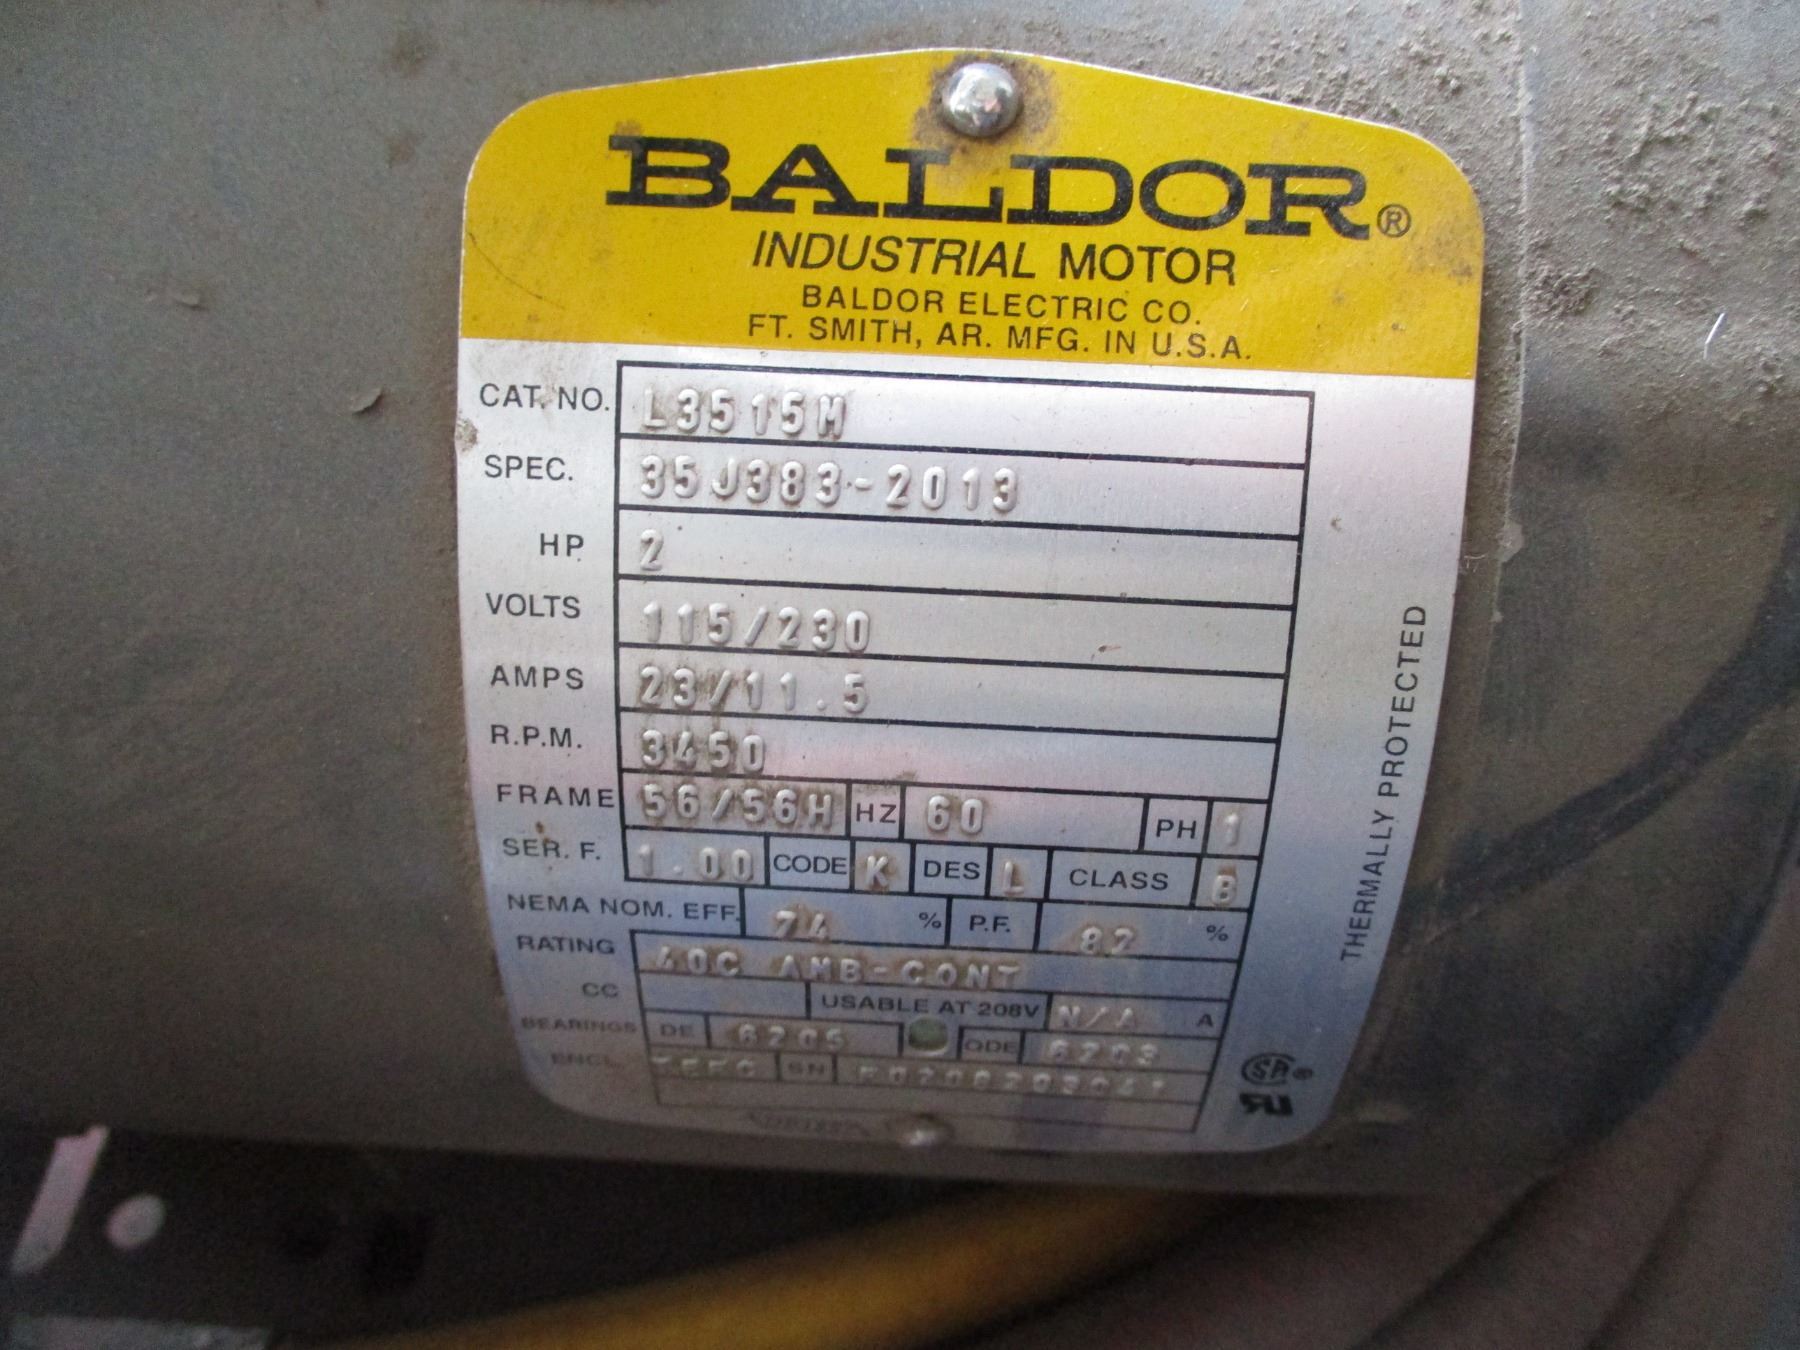 BALDOR®
INDUSTRIAL MOTOR
BALDOR ELECTRIC CO.
FT. SMITH, AR. MFG. IN U.S.A.
CAT. NO. L3515M
SPEC. 35J383-2013
HP 2
VOLTS 115/230
AMPS 23/11.5
R.P.M. 3450
FRAME 56/56H HZ 60 PH 1
SER. F. 1.00 CODE K DES L CLASS B
NEMA NOM. EFF. 74 % P.F. 82 %
RATING 40C AMB-CONT
CC USABLE AT 208V N/A A
BEARINGS DE 6205 ODE 6203
ENCL. TEFC SN
THERMALLY PROTECTED